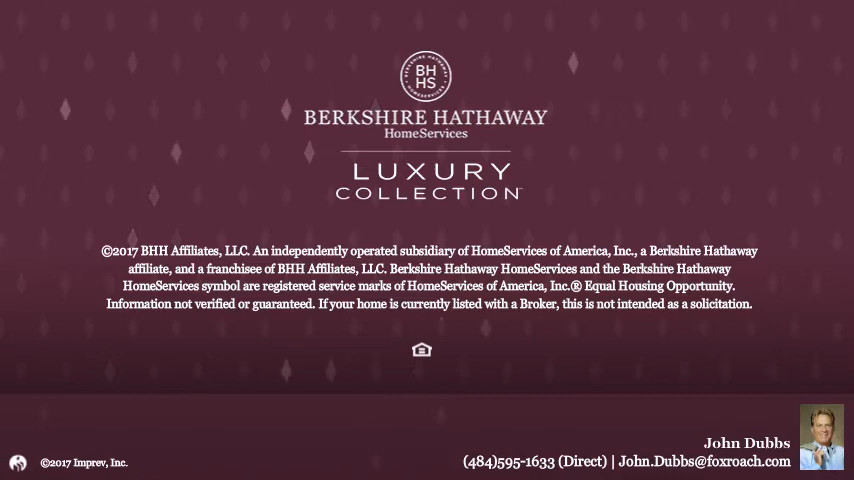 BH
HS
BERKSHIRE HATHAWAY
HomeServices
LUXURY
COLLECTION
©2017 BHH Affiliates, LLC. An independently operated subsidiary of HomeServices of America, Inc., a Berkshire Hathaway
affiliate, and a franchisee of BHH Affiliates, LLC. Berkshire Hathaway HomeServices and the Berkshire Hathaway
HomeServices symbol are registered service marks of HomeServices of America, Inc.® Equal Housing Opportunity.
Information not verified or guaranteed. If your home is currently listed with a Broker, this is not intended as a solicitation.
John Dubbs
(484)595-1633 (Direct) | John.Dubbs@foxroach.com
©2017 Imprev, Inc.